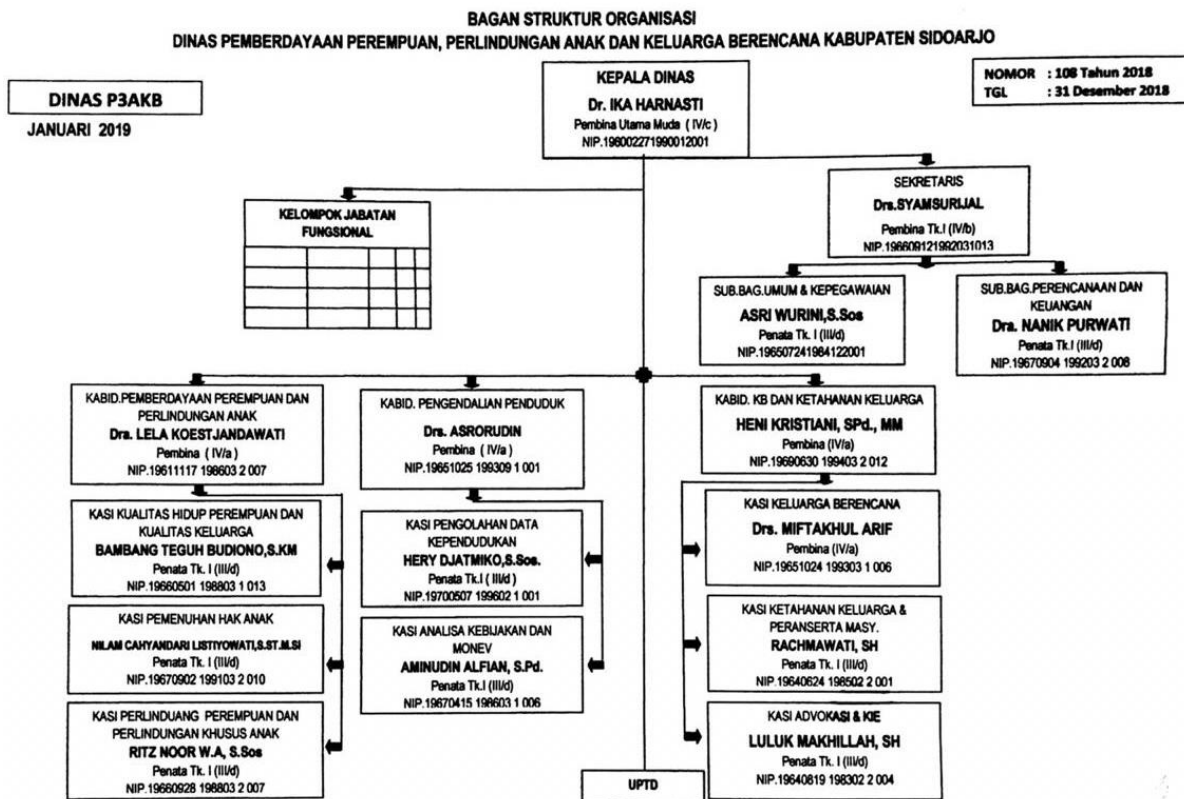 BAGAN STRUKTUR ORGANISASI
DINAS PEMBERDAYAAN PEREMPUAN, PERLINDUNGAN ANAK DAN KELUARGA BERENCANA KABUPATEN SIDOARJO
DINAS P3AKB
JANUARI 2019
NOMOR : 108 Tahun 2018
TGL : 31 Desember 2018
KEPALA DINAS
Dr. IKA HARNASTI
Pembina Utama Muda ( IV/c )
NIP.196002271990012001
SEKRETARIS
Drs.SYAMSURIJAL
Pembina Tk.I (IV/b)
NIP.196609121992031013
KELOMPOK JABATAN
FUNGSIONAL
SUB.BAG.UMUM & KEPEGAWAIAN
ASRI WURINI,S.Sos
Penata Tk. I (III/d)
NIP.196507241984122001
SUB.BAG.PERENCANAAN DAN
KEUANGAN
Dra. NANIK PURWATI
Penata Tk.I (III/d)
NIP.19670904 199203 2 008
KABID.PEMBERDAYAAN PEREMPUAN DAN
PERLINDUNGAN ANAK
Dra. LELA KOESTJANDAWATI
Pembina ( IV/a )
NIP.19611117 198603 2 007
KABID. PENGENDALIAN PENDUDUK
Drs. ASRORUDIN
Pembina ( IV/a )
NIP.19651025 199309 1 001
KABID. KB DAN KETAHANAN KELUARGA
HENI KRISTIANI, SPd., MM
Pembina (IV/a)
NIP.19690630 199403 2 012
KASI KUALITAS HIDUP PEREMPUAN DAN
KUALITAS KELUARGA
BAMBANG TEGUH BUDIONO,S.KM
Penata Tk. I (III/d)
NIP.19660501 198803 1 013
KASI PENGOLAHAN DATA
KEPENDUDUKAN
HERY DJATMIKO,S.Sos.
Penata Tk.I ( III/d )
NIP.19700507 199602 1 001
KASI KELUARGA BERENCANA
Drs. MIFTAKHUL ARIF
Pembina (IV/a)
NIP.19651024 199303 1 006
KASI PEMENUHAN HAK ANAK
NILAM CAHYANDARI LISTIYOWATI,S.ST.M.SI
Penata Tk. I (III/d)
NIP.19670902 199103 2 010
KASI ANALISA KEBIJAKAN DAN
MONEV
AMINUDIN ALFIAN, S.Pd.
Penata Tk.I (III/d)
NIP.19670415 198603 1 006
KASI KETAHANAN KELUARGA &
PERANSERTA MASY.
RACHMAWATI, SH
Penata Tk. I (III/d)
NIP.19640624 198502 2 001
KASI PERLINDUANG PEREMPUAN DAN
PERLINDUNGAN KHUSUS ANAK
RITZ NOOR W.A, S.Sos
Penata Tk. I (III/d)
NIP.19660928 198803 2 007
KASI ADVOKASI & KIE
LULUK MAKHILLAH, SH
Penata Tk. I (III/d)
NIP.19640819 198302 2 004
UPTD